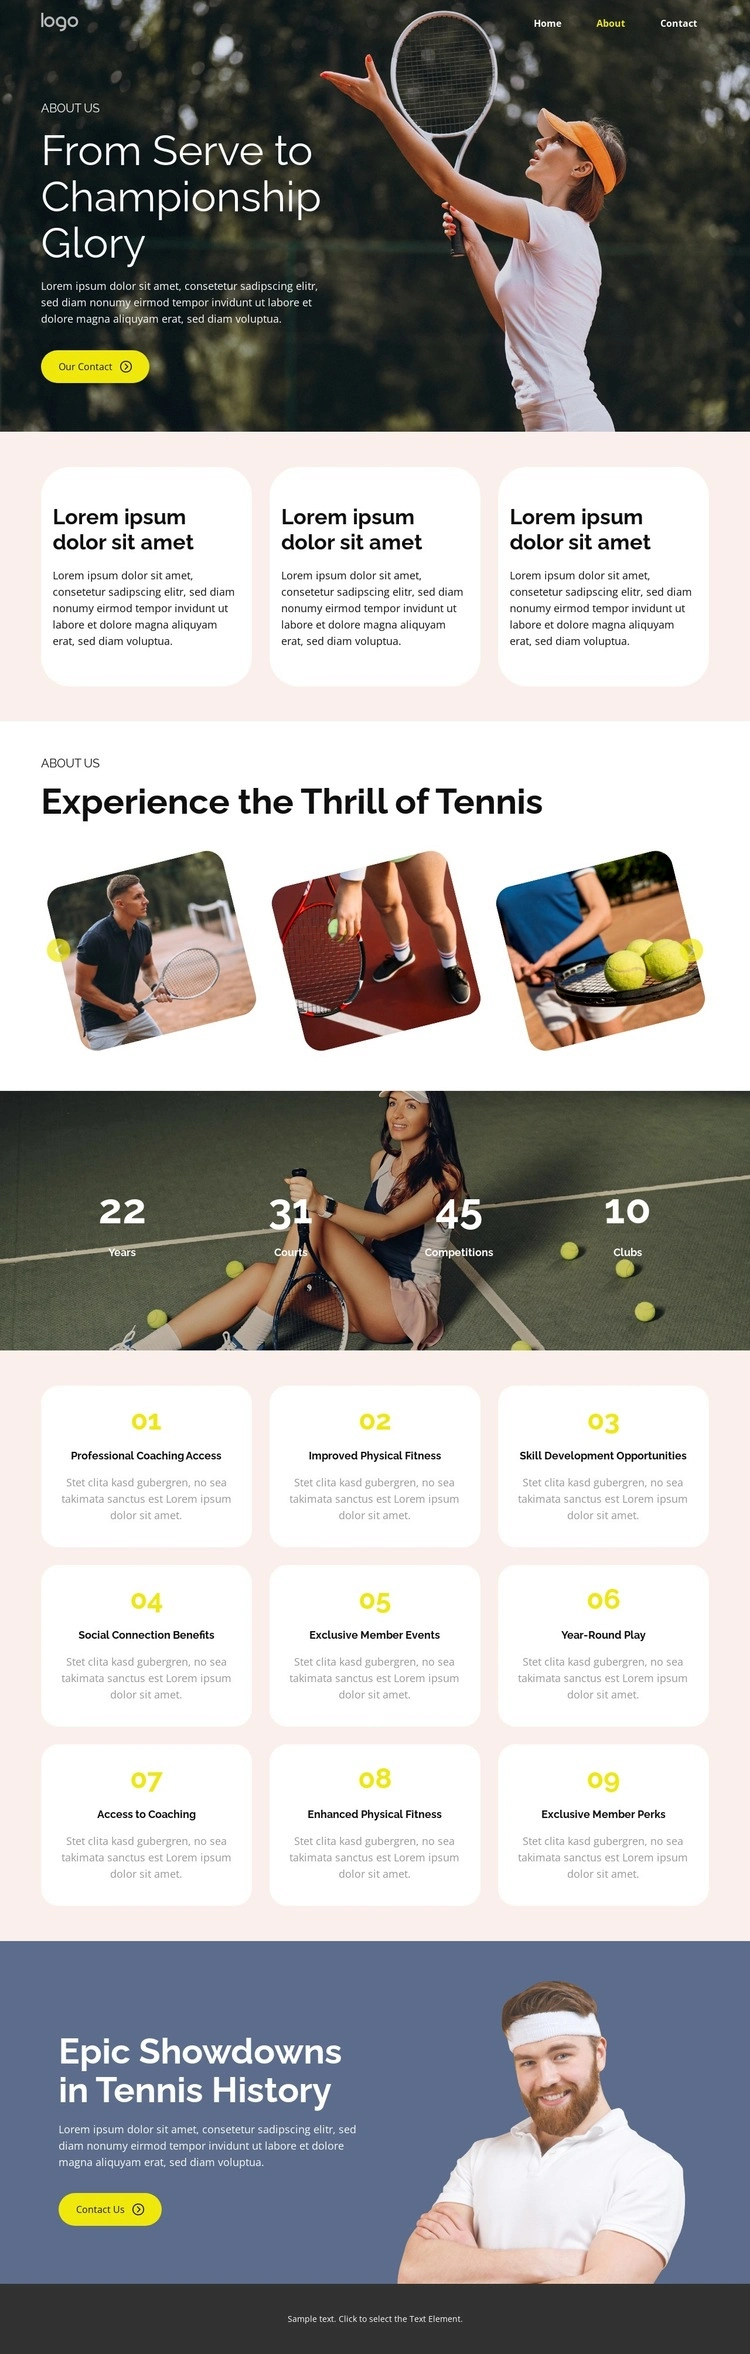 logo
Home About Contact
ABOUT US
From Serve to
Championship
Glory
Lorem ipsum dolor sit amet, consetetur sadipscing elitr,
sed diam nonumy eirmod tempor invidunt ut labore et
dolore magna aliquyam erat, sed diam voluptua.
Our Contact
Lorem ipsum
dolor sit amet
Lorem ipsum dolor sit amet,
consetetur sadipscing elitr, sed diam
nonumy eirmod tempor invidunt ut
labore et dolore magna aliquyam
erat, sed diam voluptua.
Lorem ipsum
dolor sit amet
Lorem ipsum dolor sit amet,
consetetur sadipscing elitr, sed diam
nonumy eirmod tempor invidunt ut
labore et dolore magna aliquyam
erat, sed diam voluptua.
Lorem ipsum
dolor sit amet
Lorem ipsum dolor sit amet,
consetetur sadipscing elitr, sed diam
nonumy eirmod tempor invidunt ut
labore et dolore magna aliquyam
erat, sed diam voluptua.
ABOUT US
Experience the Thrill of Tennis
22
Years
31
Courts
45
Competitions
10
Clubs
01
Professional Coaching Access
Stet clita kasd gubergren, no sea
takimata sanctus est Lorem ipsum
dolor sit amet.
02
Improved Physical Fitness
Stet clita kasd gubergren, no sea
takimata sanctus est Lorem ipsum
dolor sit amet.
03
Skill Development Opportunities
Stet clita kasd gubergren, no sea
takimata sanctus est Lorem ipsum
dolor sit amet.
04
Social Connection Benefits
Stet clita kasd gubergren, no sea
takimata sanctus est Lorem ipsum
dolor sit amet.
05
Exclusive Member Events
Stet clita kasd gubergren, no sea
takimata sanctus est Lorem ipsum
dolor sit amet.
06
Year-Round Play
Stet clita kasd gubergren, no sea
takimata sanctus est Lorem ipsum
dolor sit amet.
07
Access to Coaching
Stet clita kasd gubergren, no sea
takimata sanctus est Lorem ipsum
dolor sit amet.
08
Enhanced Physical Fitness
Stet clita kasd gubergren, no sea
takimata sanctus est Lorem ipsum
dolor sit amet.
09
Exclusive Member Perks
Stet clita kasd gubergren, no sea
takimata sanctus est Lorem ipsum
dolor sit amet.
Epic Showdowns
in Tennis History
Lorem ipsum dolor sit amet, consetetur sadipscing elitr, sed
diam nonumy eirmod tempor invidunt ut labore et dolore
magna aliquyam erat, sed diam voluptua.
Contact Us
Sample text. Click to select the Text Element.